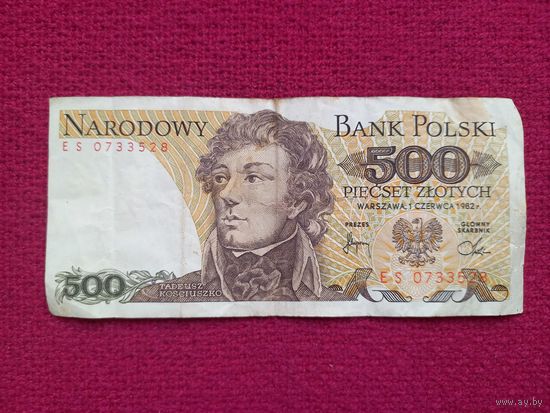 NARODOWY BANK POLSKI
ES 0733528
500
PIĘĆSET ZŁOTYCH
WARSZAWA, 1 CZERWCA 1982 r.
PREZES
GŁÓWNY SKARBNIK
ES 0733528
500
TADEUSZ
KOŚCIUSZKO
www.ay.by